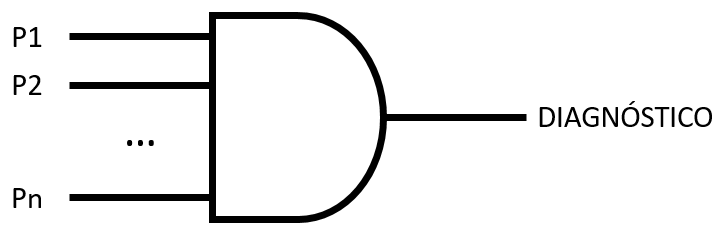 P1
P2
...
Pn
DIAGNÓSTICO